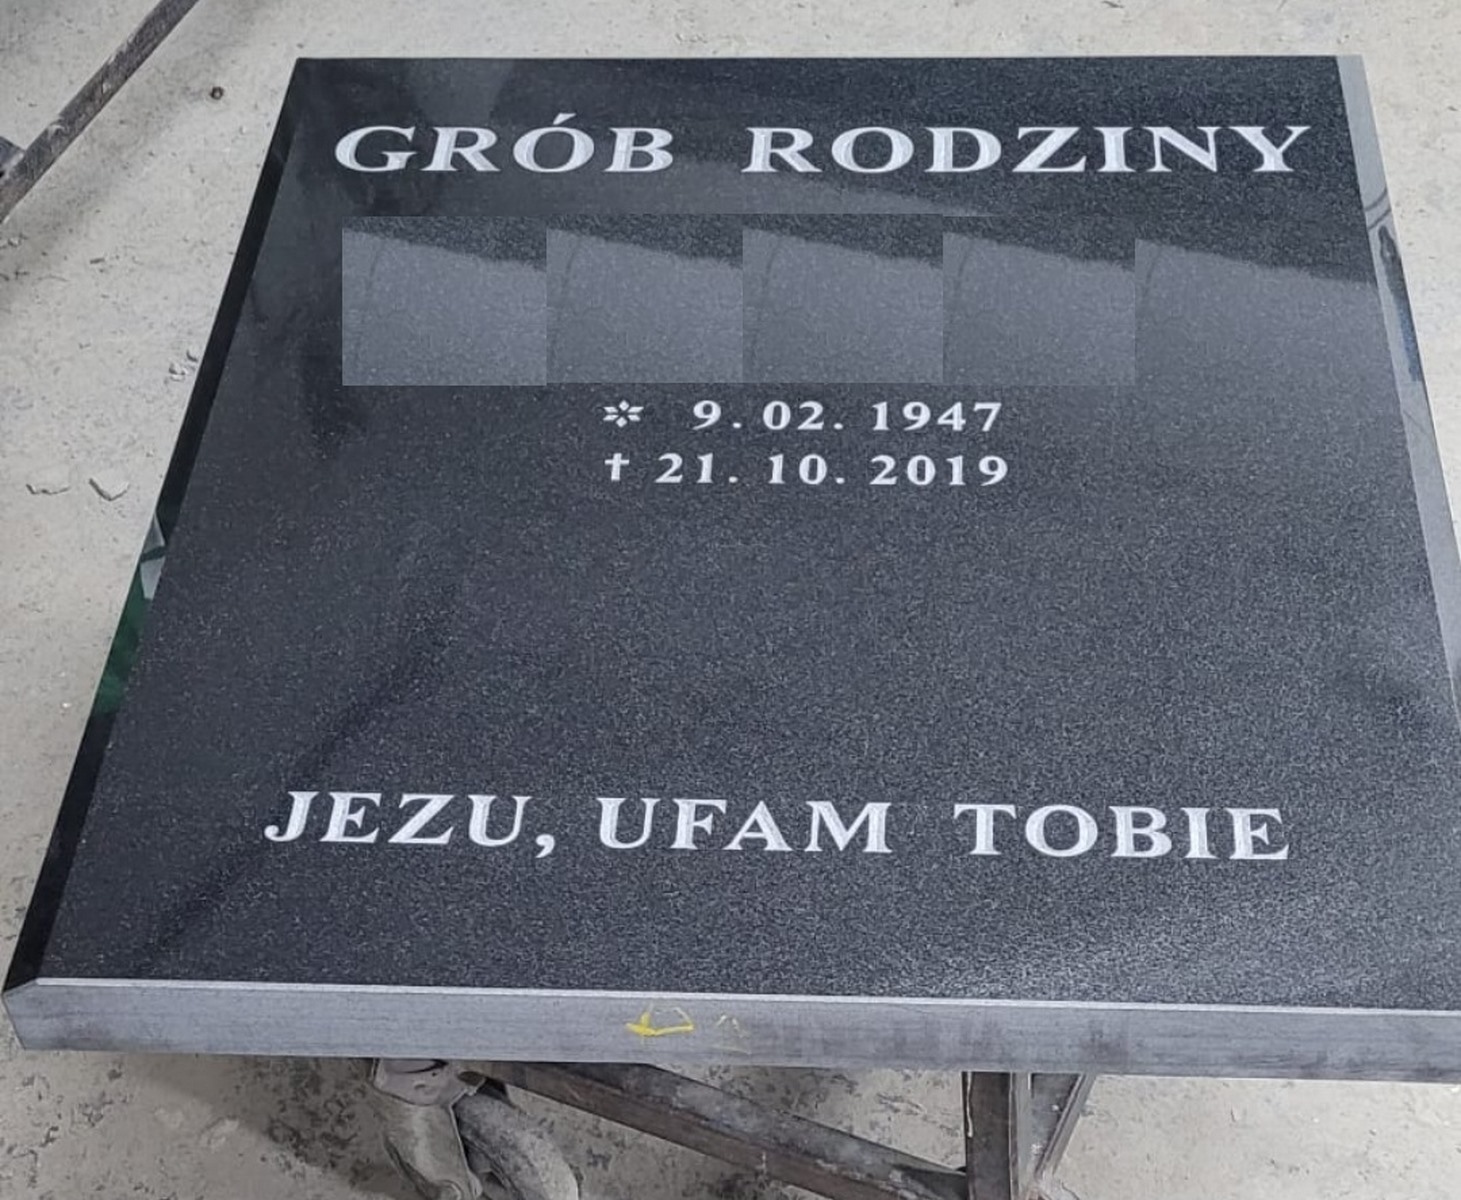 GRÓB RODZINY
* 9. 02. 1947
† 21. 10. 2019
JEZU, UFAM TOBIE